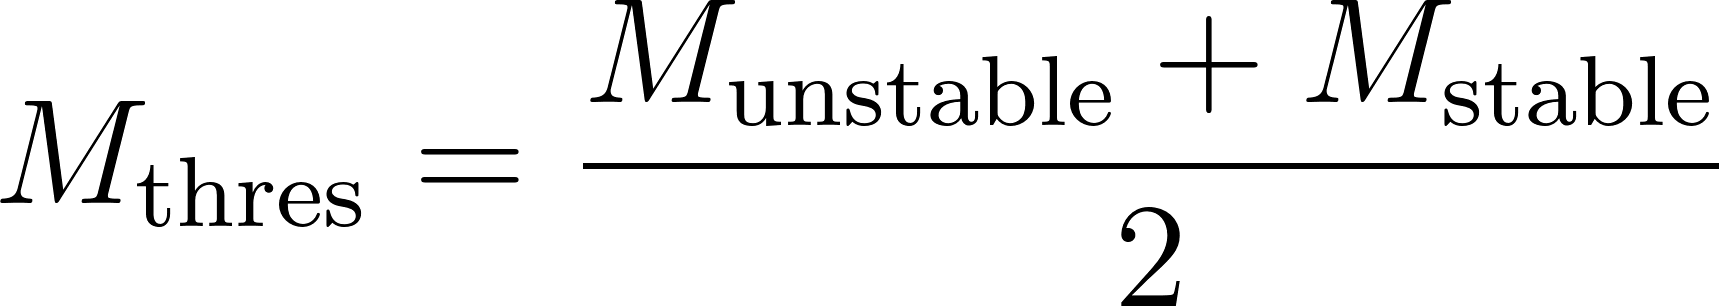 M_thres = (M_unstable + M_stable) / 2